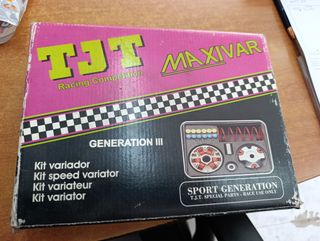 TJT
Racing Competition
MAXIVAR
GENERATION III
Kit variador
Kit speed variator
Kit variateur
Kit variator
SPORT GENERATION
T.J.T. SPECIAL PARTS - RACE USE ONLY